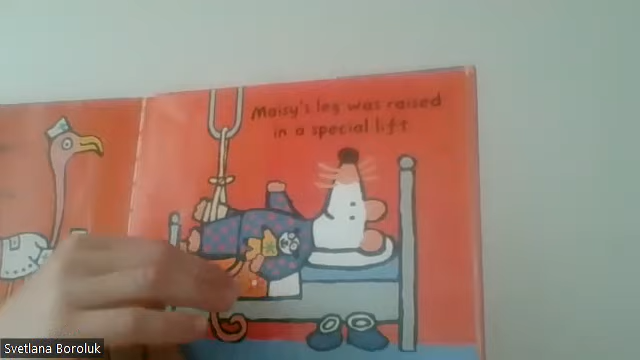 Maisy's leg was raised
in a special lift
Svetlana Boroluk